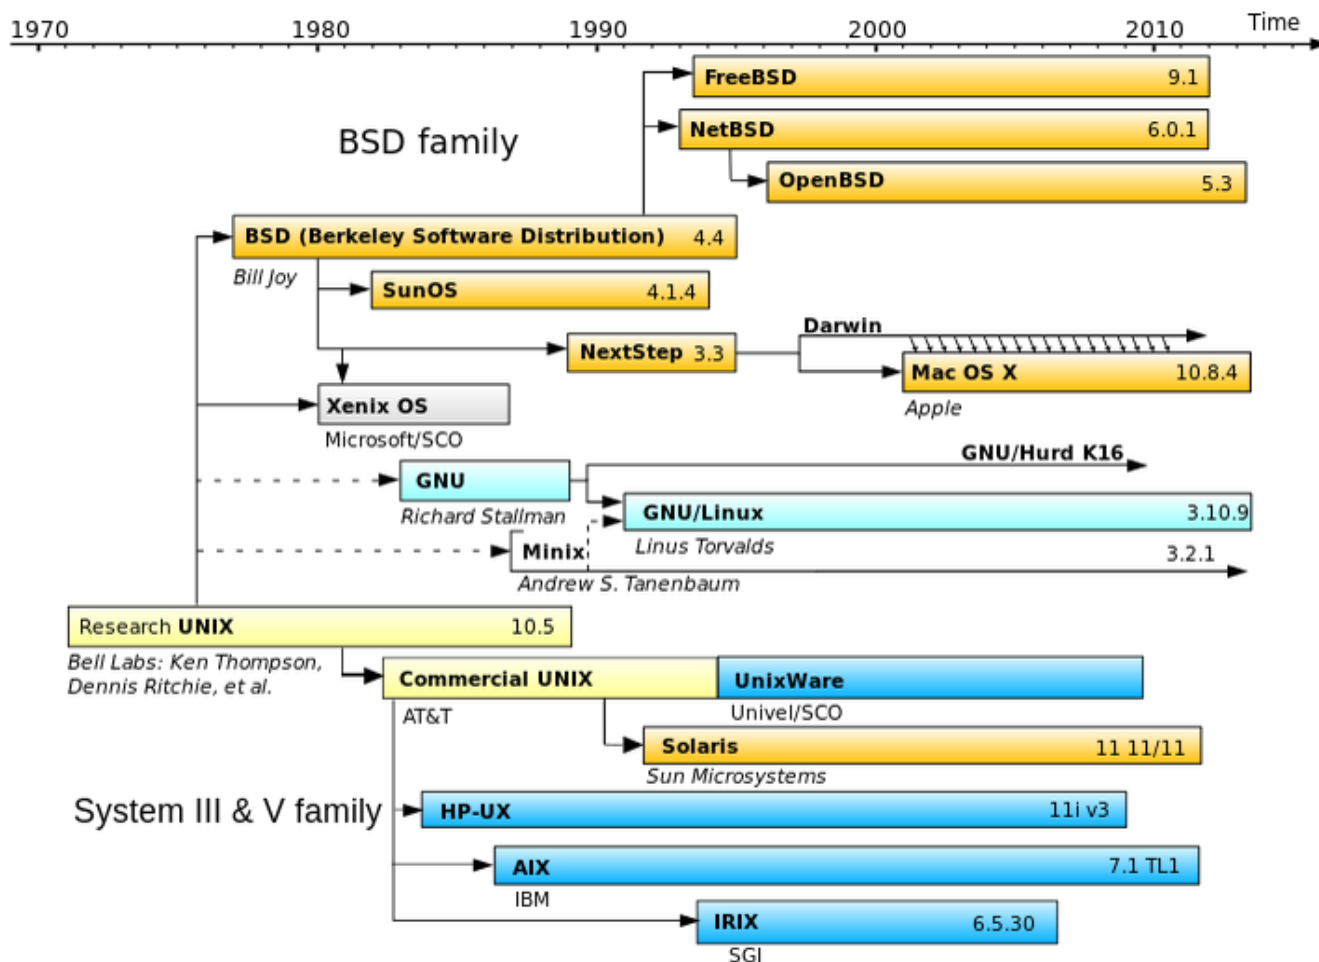 1970 1980 1990 2000 2010 Time
FreeBSD 9.1
BSD family
NetBSD 6.0.1
OpenBSD 5.3
BSD (Berkeley Software Distribution) 4.4
Bill Joy
SunOS 4.1.4
Darwin
NextStep 3.3
Mac OS X 10.8.4
Apple
Xenix OS
Microsoft/SCO
GNU/Hurd K16
GNU
Richard Stallman
GNU/Linux 3.10.9
Linus Torvalds
Minix 3.2.1
Andrew S. Tanenbaum
Research UNIX 10.5
Bell Labs: Ken Thompson,
Dennis Ritchie, et al.
Commercial UNIX
UnixWare
AT&T
Univel/SCO
Solaris 11 11/11
Sun Microsystems
System III & V family
HP-UX 11i v3
AIX 7.1 TL1
IBM
IRIX 6.5.30
SGI